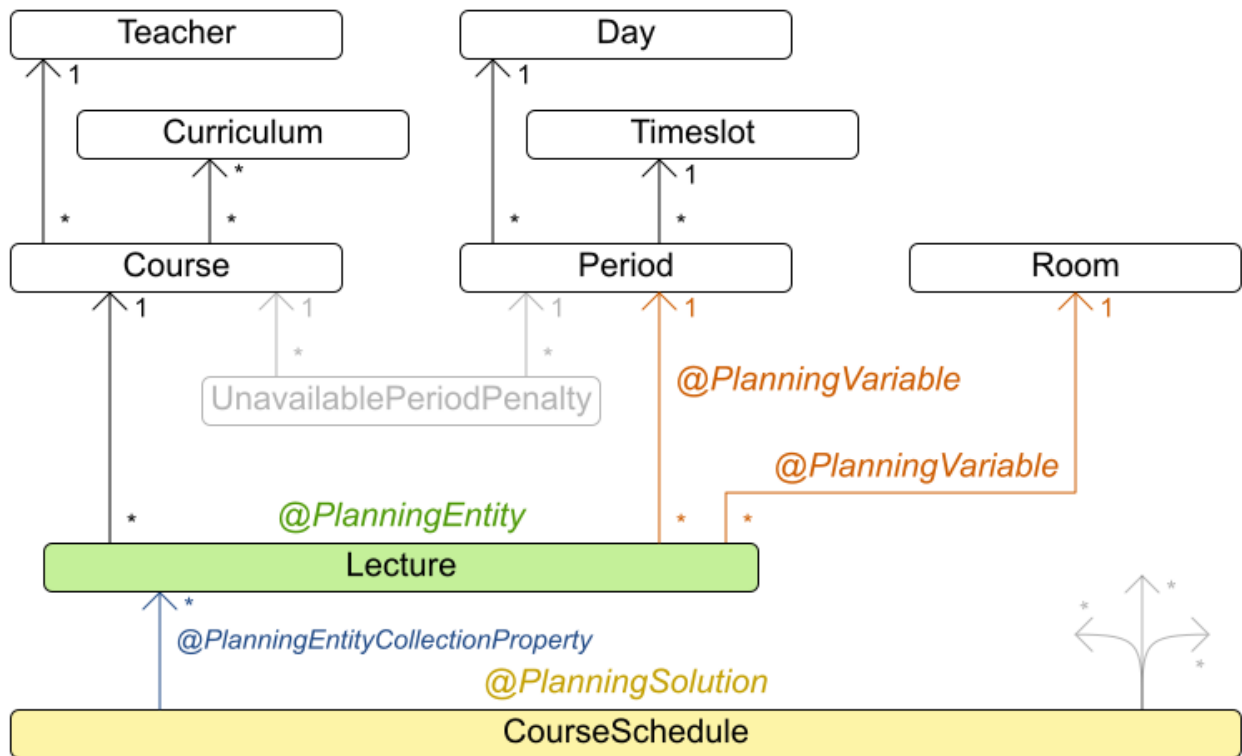 Teacher
Day
1
1
Curriculum
Timeslot
*
1
*
*
*
*
Course
Period
Room
1
1
1
1
1
*
*
UnavailablePeriodPenalty
@PlanningVariable
@PlanningVariable
*
@PlanningEntity
*
*
Lecture
*
@PlanningEntityCollectionProperty
*
*
*
@PlanningSolution
CourseSchedule